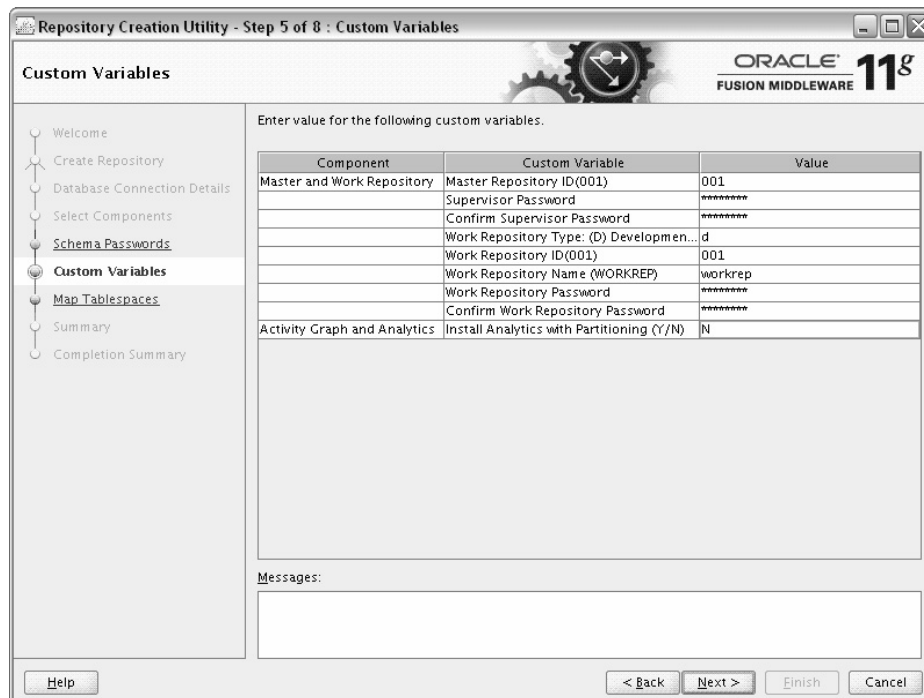 Repository Creation Utility - Step 5 of 8 : Custom Variables
Custom Variables
ORACLE
FUSION MIDDLEWARE 11g
Welcome
Create Repository
Database Connection Details
Select Components
Schema Passwords
Custom Variables
Map Tablespaces
Summary
Completion Summary
Enter value for the following custom variables.
Component Custom Variable Value
Master and Work Repository Master Repository ID(001) 001
Supervisor Password ********
Confirm Supervisor Password ********
Work Repository Type: (D) Developmen... d
Work Repository ID(001) 001
Work Repository Name (WORKREP) workrep
Work Repository Password ********
Confirm Work Repository Password ********
Activity Graph and Analytics Install Analytics with Partitioning (Y/N) N
Messages:
Help < Back Next > Finish Cancel